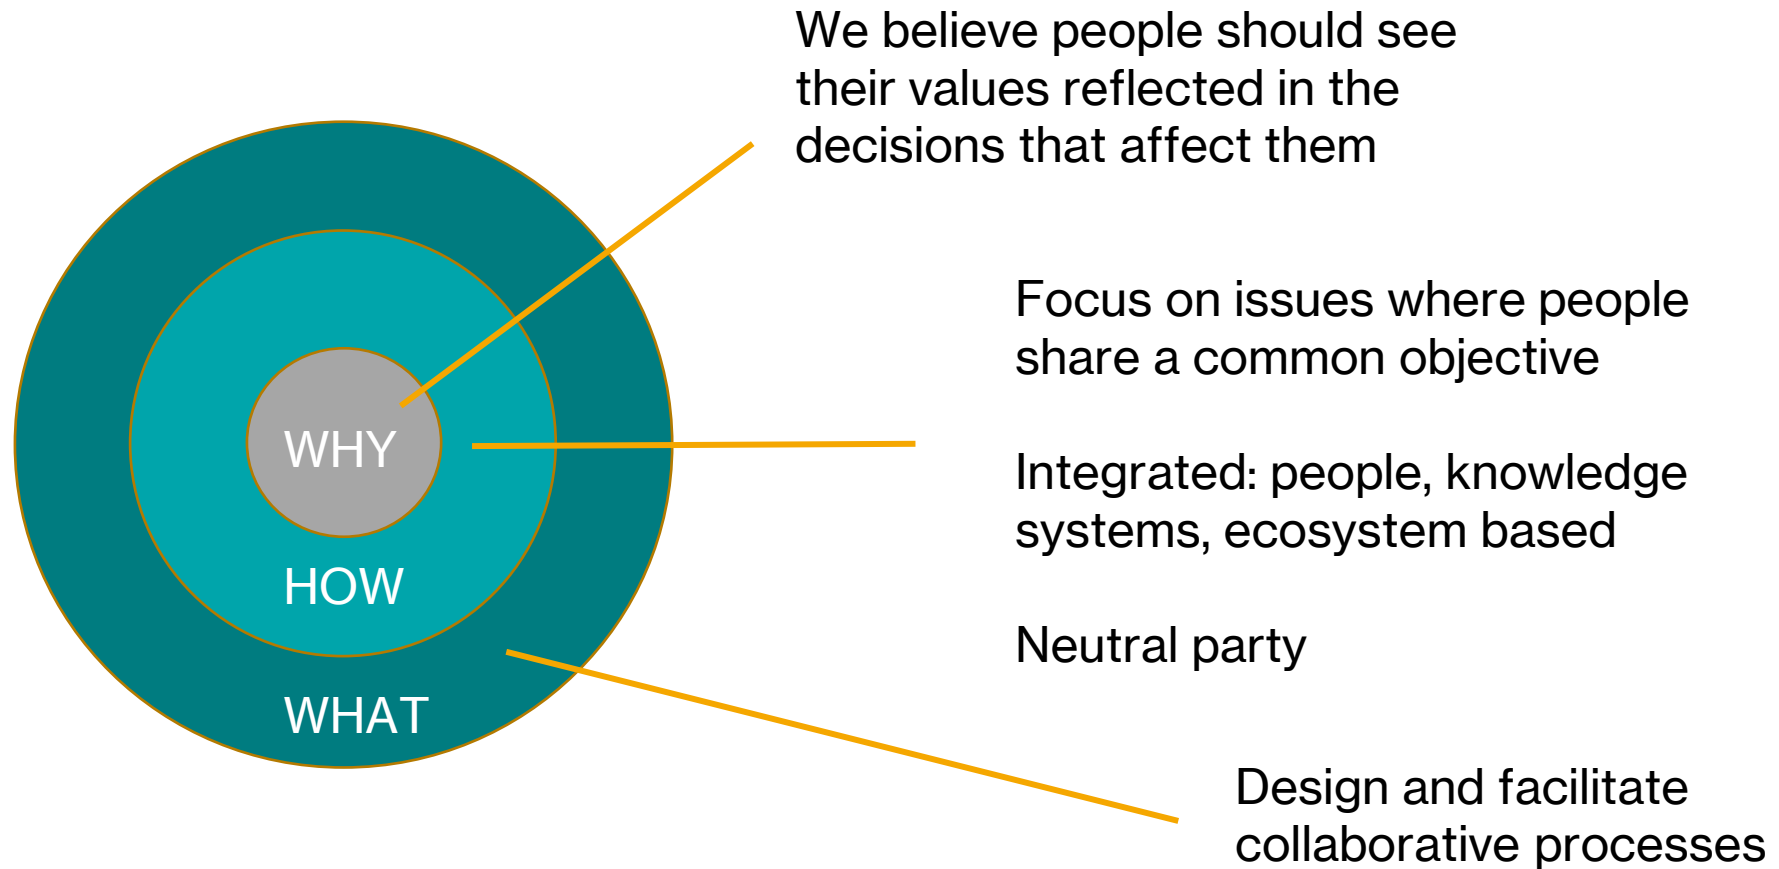 We believe people should see
their values reflected in the
decisions that affect them
Focus on issues where people
share a common objective
Integrated: people, knowledge
systems, ecosystem based
Neutral party
Design and facilitate
collaborative processes
WHY
HOW
WHAT